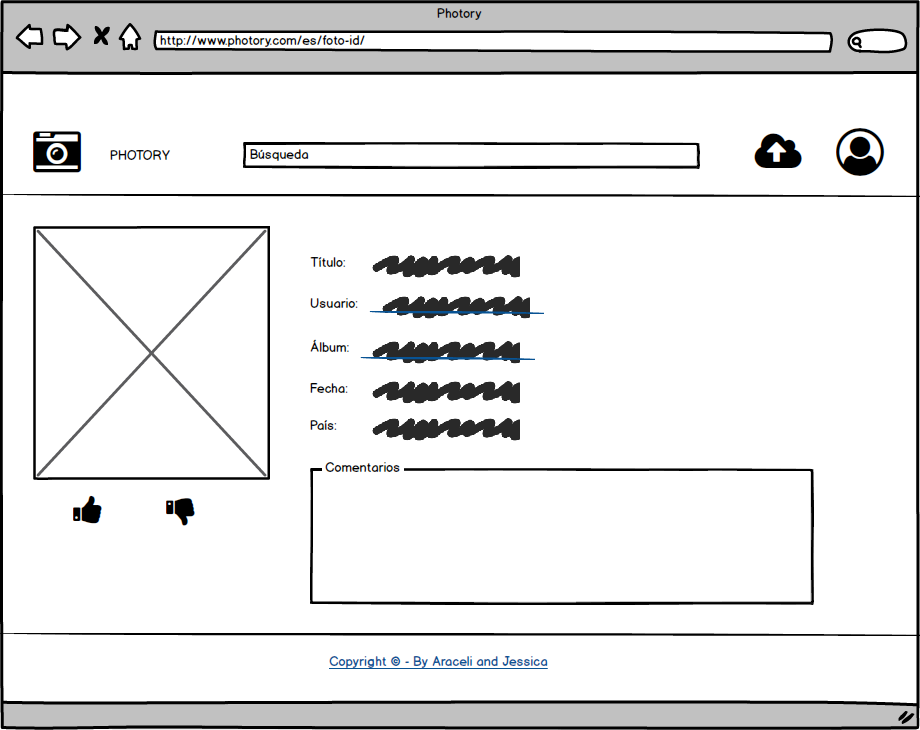 Photory
http://www.photory.com/es/foto-id/
PHOTORY
Búsqueda
Título:
Usuario:
Álbum:
Fecha:
País:
Comentarios
Copyright © - By Araceli and Jessica